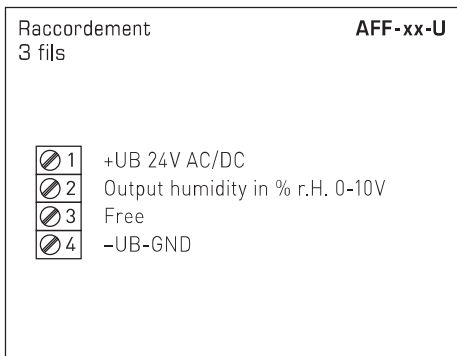 Raccordement AFF-xx-U
3 fils
1 +UB 24V AC/DC
2 Output humidity in % r.H. 0-10V
3 Free
4 –UB-GND